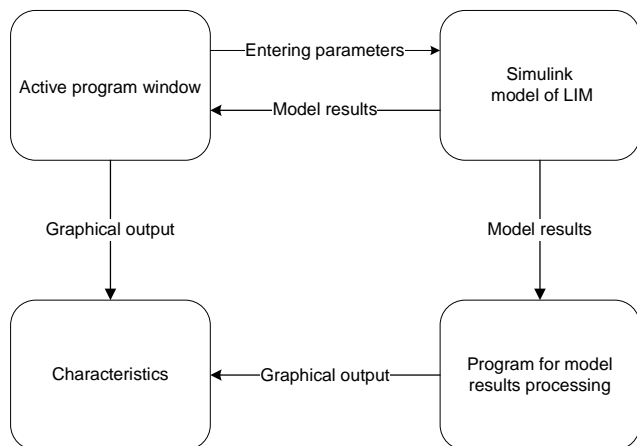 Entering parameters
Active program window
Simulink
model of LIM
Model results
Graphical output
Model results
Characteristics
Graphical output
Program for model
results processing